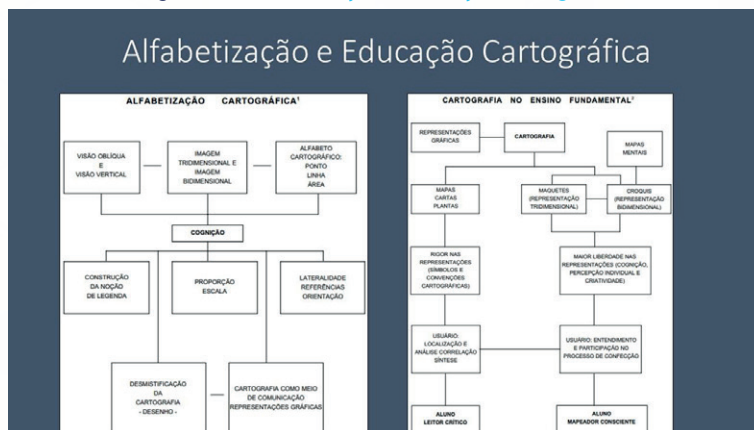 Alfabetização e Educação Cartográfica
ALFABETIZAÇÃO CARTOGRÁFICA¹
VISÃO OBLÍQUA
E
VISÃO VERTICAL
IMAGEM
TRIDIMENSIONAL E
IMAGEM
BIDIMENSIONAL
ALFABETO
CARTOGRÁFICO:
PONTO
LINHA
ÁREA
COGNIÇÃO
CONSTRUÇÃO
DA NOÇÃO
DE LEGENDA
PROPORÇÃO
ESCALA
LATERALIDADE
REFERÊNCIAS
ORIENTAÇÃO
DESMISTIFICAÇÃO
DA
CARTOGRAFIA
- DESENHO -
CARTOGRAFIA COMO MEIO
DE COMUNICAÇÃO
REPRESENTAÇÕES GRÁFICAS
CARTOGRAFIA NO ENSINO FUNDAMENTAL²
REPRESENTAÇÕES
GRÁFICAS
CARTOGRAFIA
MAPAS
MENTAIS
MAPAS
CARTAS
PLANTAS
MAQUETES
(REPRESENTAÇÃO
TRIDIMENSIONAL)
CROQUIS
(REPRESENTAÇÃO
BIDIMENSIONAL)
RIGOR NAS
REPRESENTAÇÕES
(SÍMBOLOS E
CONVENÇÕES
CARTOGRÁFICAS)
MAIOR LIBERDADE NAS
REPRESENTAÇÕES (COGNIÇÃO,
PERCEPÇÃO INDIVIDUAL E
CRIATIVIDADE)
USUÁRIO:
LOCALIZAÇÃO E
ANÁLISE CORRELAÇÃO
SÍNTESE
USUÁRIO: ENTENDIMENTO
E PARTICIPAÇÃO NO
PROCESSO DE CONFECÇÃO
ALUNO
LEITOR CRÍTICO
ALUNO
MAPEADOR CONSCIENTE